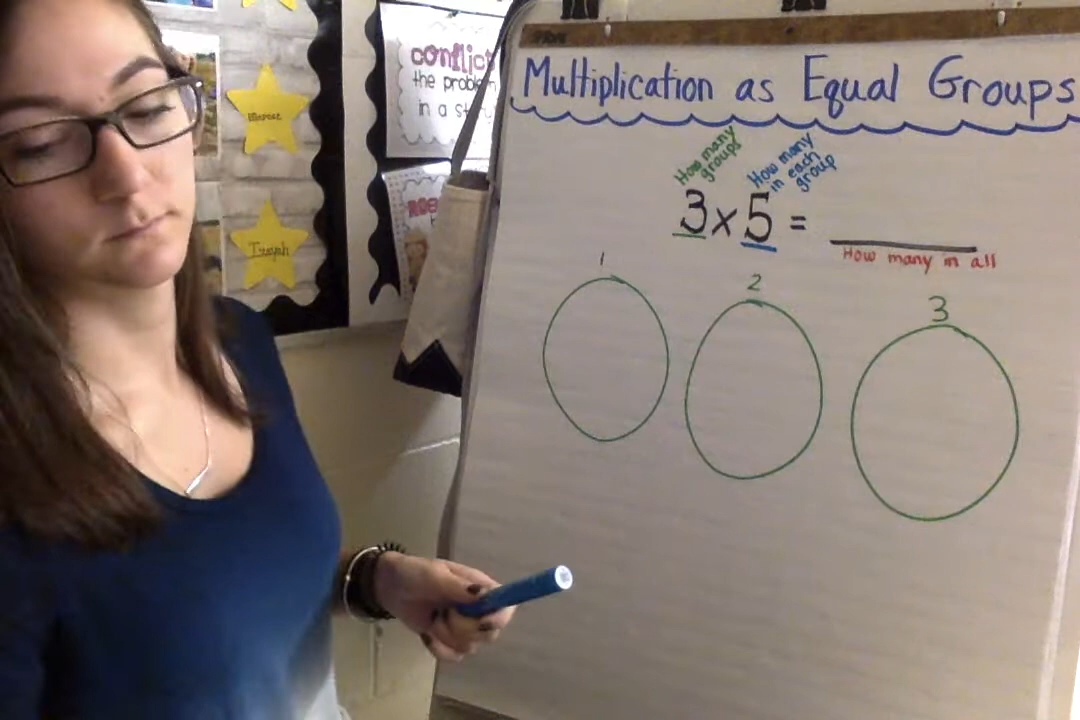 conflic
the problem
in a st
Multiplication as Equal Groups
How many
groups
How many
in each
group
3 x 5 =
How many in all
1
2
3